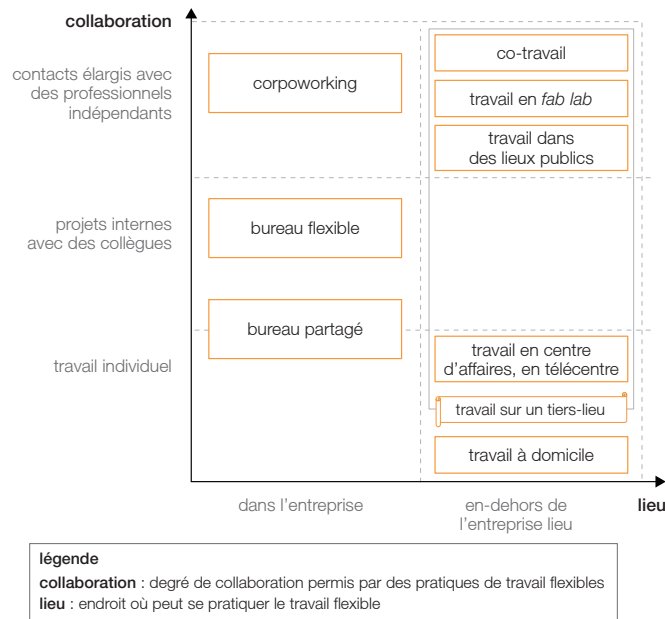 collaboration
contacts élargis avec
des professionnels
indépendants
corpoworking
co-travail
travail en fab lab
travail dans
des lieux publics
projets internes
avec des collègues
bureau flexible
bureau partagé
travail individuel
travail en centre
d’affaires, en télécentre
travail sur un tiers-lieu
travail à domicile
dans l’entreprise
en-dehors de
l’entreprise lieu
lieu
légende
collaboration : degré de collaboration permis par des pratiques de travail flexibles
lieu : endroit où peut se pratiquer le travail flexible